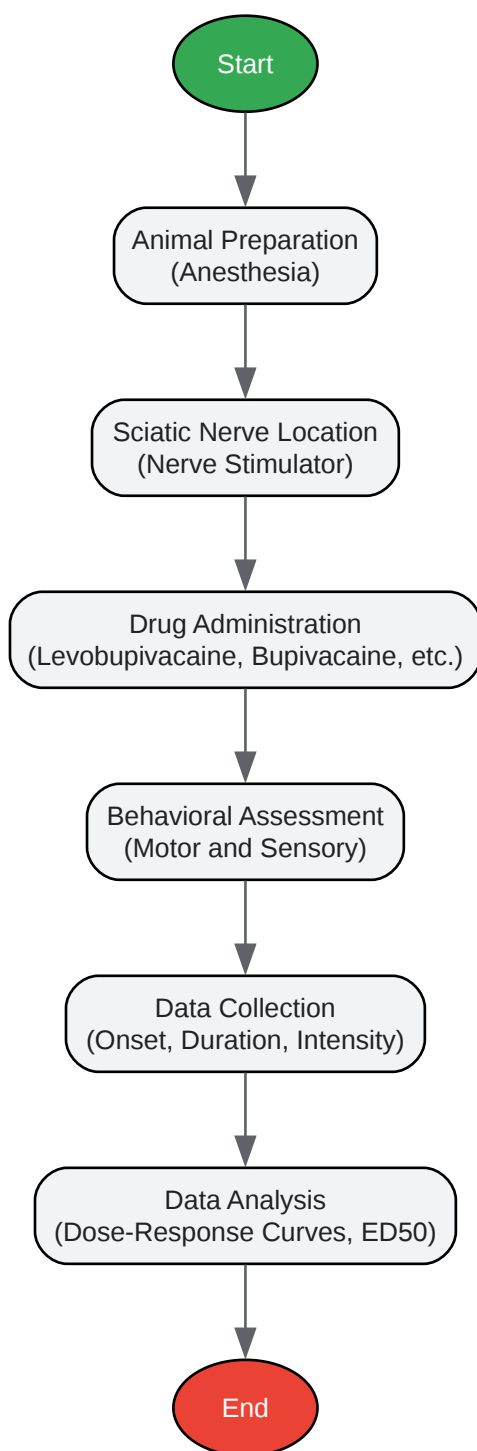 Start
Animal Preparation
(Anesthesia)
Sciatic Nerve Location
(Nerve Stimulator)
Drug Administration
(Levobupivacaine, Bupivacaine, etc.)
Behavioral Assessment
(Motor and Sensory)
Data Collection
(Onset, Duration, Intensity)
Data Analysis
(Dose-Response Curves, ED50)
End